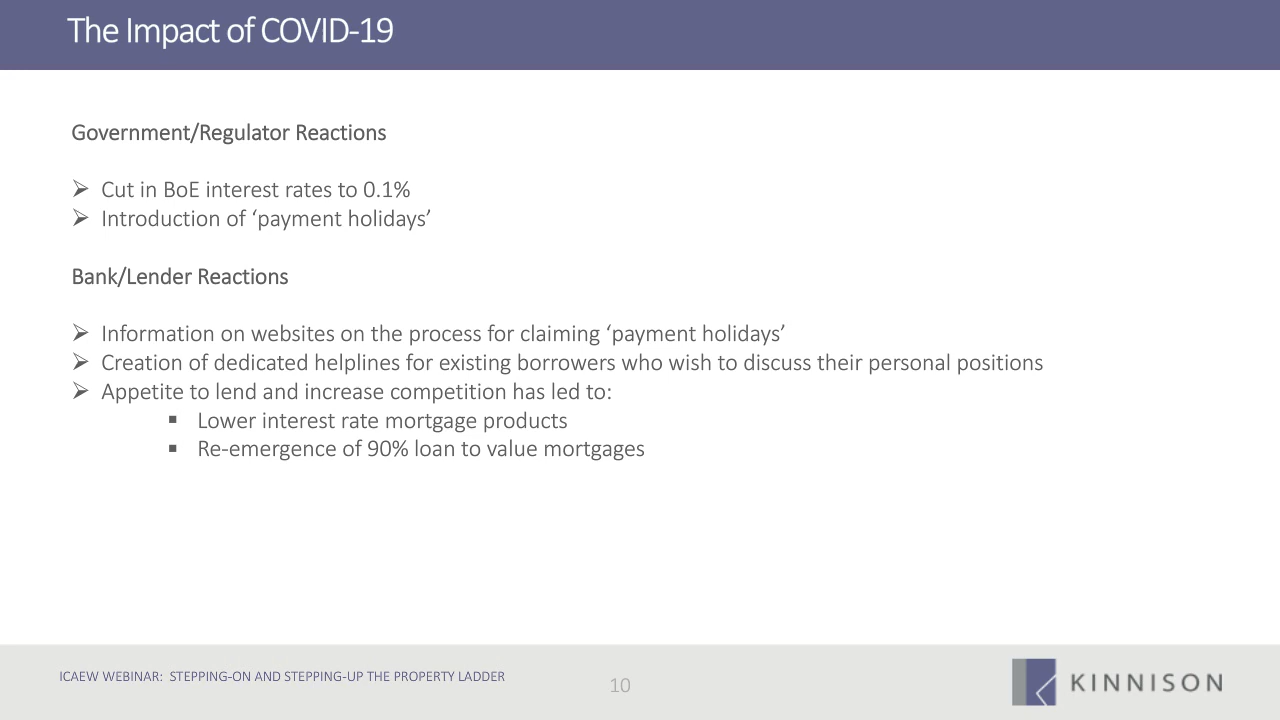 The Impact of COVID-19
Government/Regulator Reactions
➢ Cut in BoE interest rates to 0.1%
➢ Introduction of ‘payment holidays’
Bank/Lender Reactions
➢ Information on websites on the process for claiming ‘payment holidays’
➢ Creation of dedicated helplines for existing borrowers who wish to discuss their personal positions
➢ Appetite to lend and increase competition has led to:
▪ Lower interest rate mortgage products
▪ Re-emergence of 90% loan to value mortgages
ICAEW WEBINAR: STEPPING-ON AND STEPPING-UP THE PROPERTY LADDER
10
KINNISON